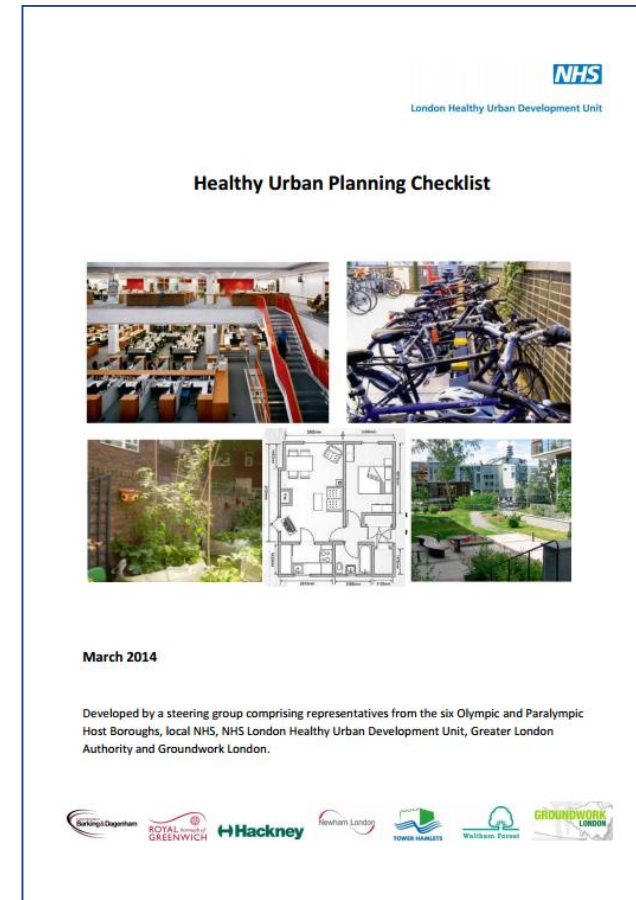 NHS
London Healthy Urban Development Unit
Healthy Urban Planning Checklist
March 2014
Developed by a steering group comprising representatives from the six Olympic and Paralympic
Host Boroughs, local NHS, NHS London Healthy Urban Development Unit, Greater London
Authority and Groundwork London.
Barking & Dagenham
ROYAL borough of
GREENWICH
Hackney
Newham London
TOWER HAMLETS
Waltham Forest
GROUNDWORK
LONDON